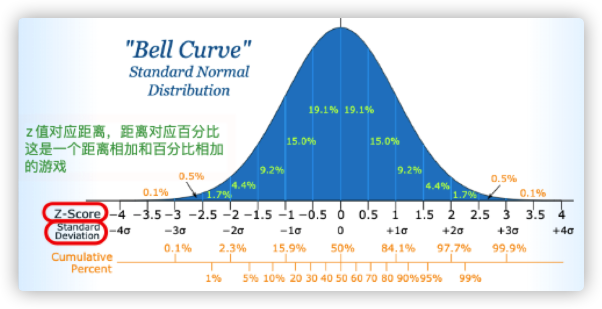 "Bell Curve"
Standard Normal
Distribution
19.1% 19.1%
z值对应距离，距离对应百分比
这是一个距离相加和百分比相加
的游戏
15.0% 15.0%
9.2% 9.2%
0.5% 0.5%
4.4% 4.4%
0.1% 1.7% 1.7% 0.1%
Z-Score -4 -3.5 -3 -2.5 -2 -1.5 -1 -0.5 0 0.5 1 1.5 2 2.5 3 3.5 4
Standard
Deviation -4σ -3σ -2σ -1σ 0 +1σ +2σ +3σ +4σ
Cumulative
Percent 0.1% 2.3% 15.9% 50% 84.1% 97.7% 99.9%
1% 5% 10% 20 30 40 50 60 70 80 90% 95% 99%